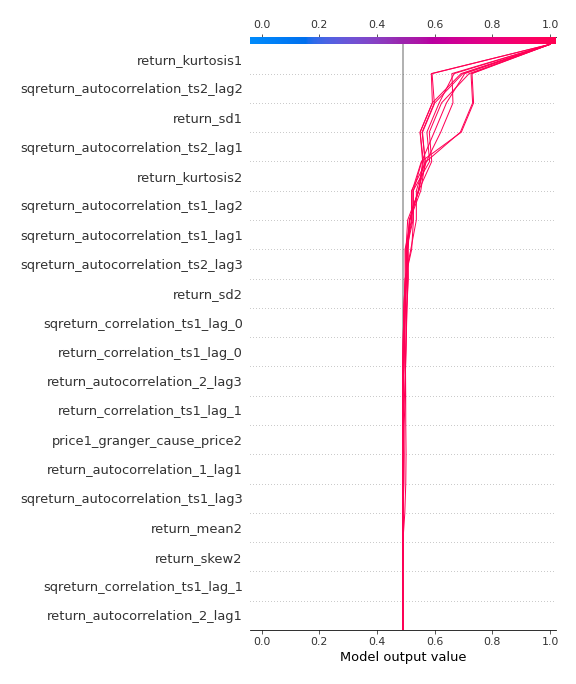 0.0 0.2 0.4 0.6 0.8 1.0
return_kurtosis1
sqreturn_autocorrelation_ts2_lag2
return_sd1
sqreturn_autocorrelation_ts2_lag1
return_kurtosis2
sqreturn_autocorrelation_ts1_lag2
sqreturn_autocorrelation_ts1_lag1
sqreturn_autocorrelation_ts2_lag3
return_sd2
sqreturn_correlation_ts1_lag_0
return_correlation_ts1_lag_0
return_autocorrelation_2_lag3
return_correlation_ts1_lag_1
price1_granger_cause_price2
return_autocorrelation_1_lag1
sqreturn_autocorrelation_ts1_lag3
return_mean2
return_skew2
sqreturn_correlation_ts1_lag_1
return_autocorrelation_2_lag1
0.0 0.2 0.4 0.6 0.8 1.0
Model output value